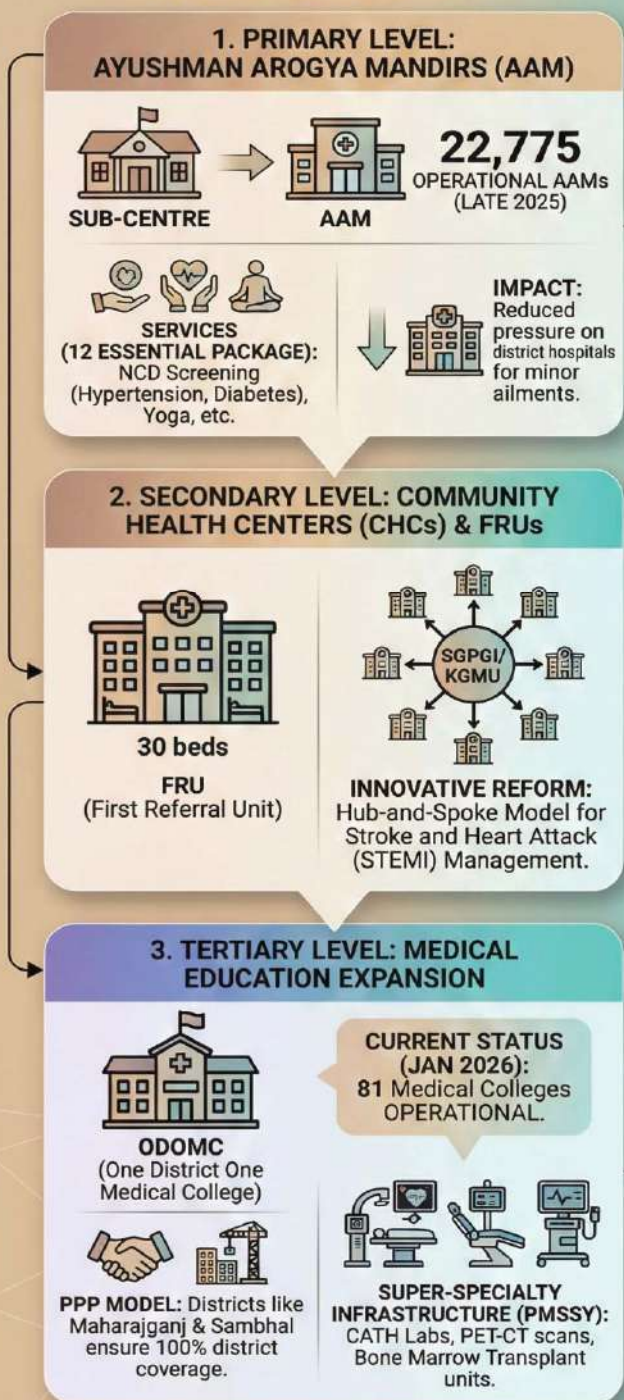 1. PRIMARY LEVEL:
AYUSHMAN AROGYA MANDIRS (AAM)
SUB-CENTRE
AAM
22,775
OPERATIONAL AAMs
(LATE 2025)
SERVICES
(12 ESSENTIAL PACKAGE):
NCD Screening
(Hypertension, Diabetes),
Yoga, etc.
IMPACT:
Reduced
pressure on
district hospitals
for minor
ailments.
2. SECONDARY LEVEL: COMMUNITY
HEALTH CENTERS (CHCs) & FRUs
30 beds
FRU
(First Referral Unit)
SGPGI/
KGMU
INNOVATIVE REFORM:
Hub-and-Spoke Model for
Stroke and Heart Attack
(STEMI) Management.
3. TERTIARY LEVEL: MEDICAL
EDUCATION EXPANSION
ODOMC
(One District One
Medical College)
CURRENT STATUS
(JAN 2026):
81 Medical Colleges
OPERATIONAL.
PPP MODEL: Districts like
Maharajganj & Sambhal
ensure 100% district
coverage.
SUPER-SPECIALTY
INFRASTRUCTURE (PMSSY):
CATH Labs, PET-CT scans,
Bone Marrow Transplant
units.